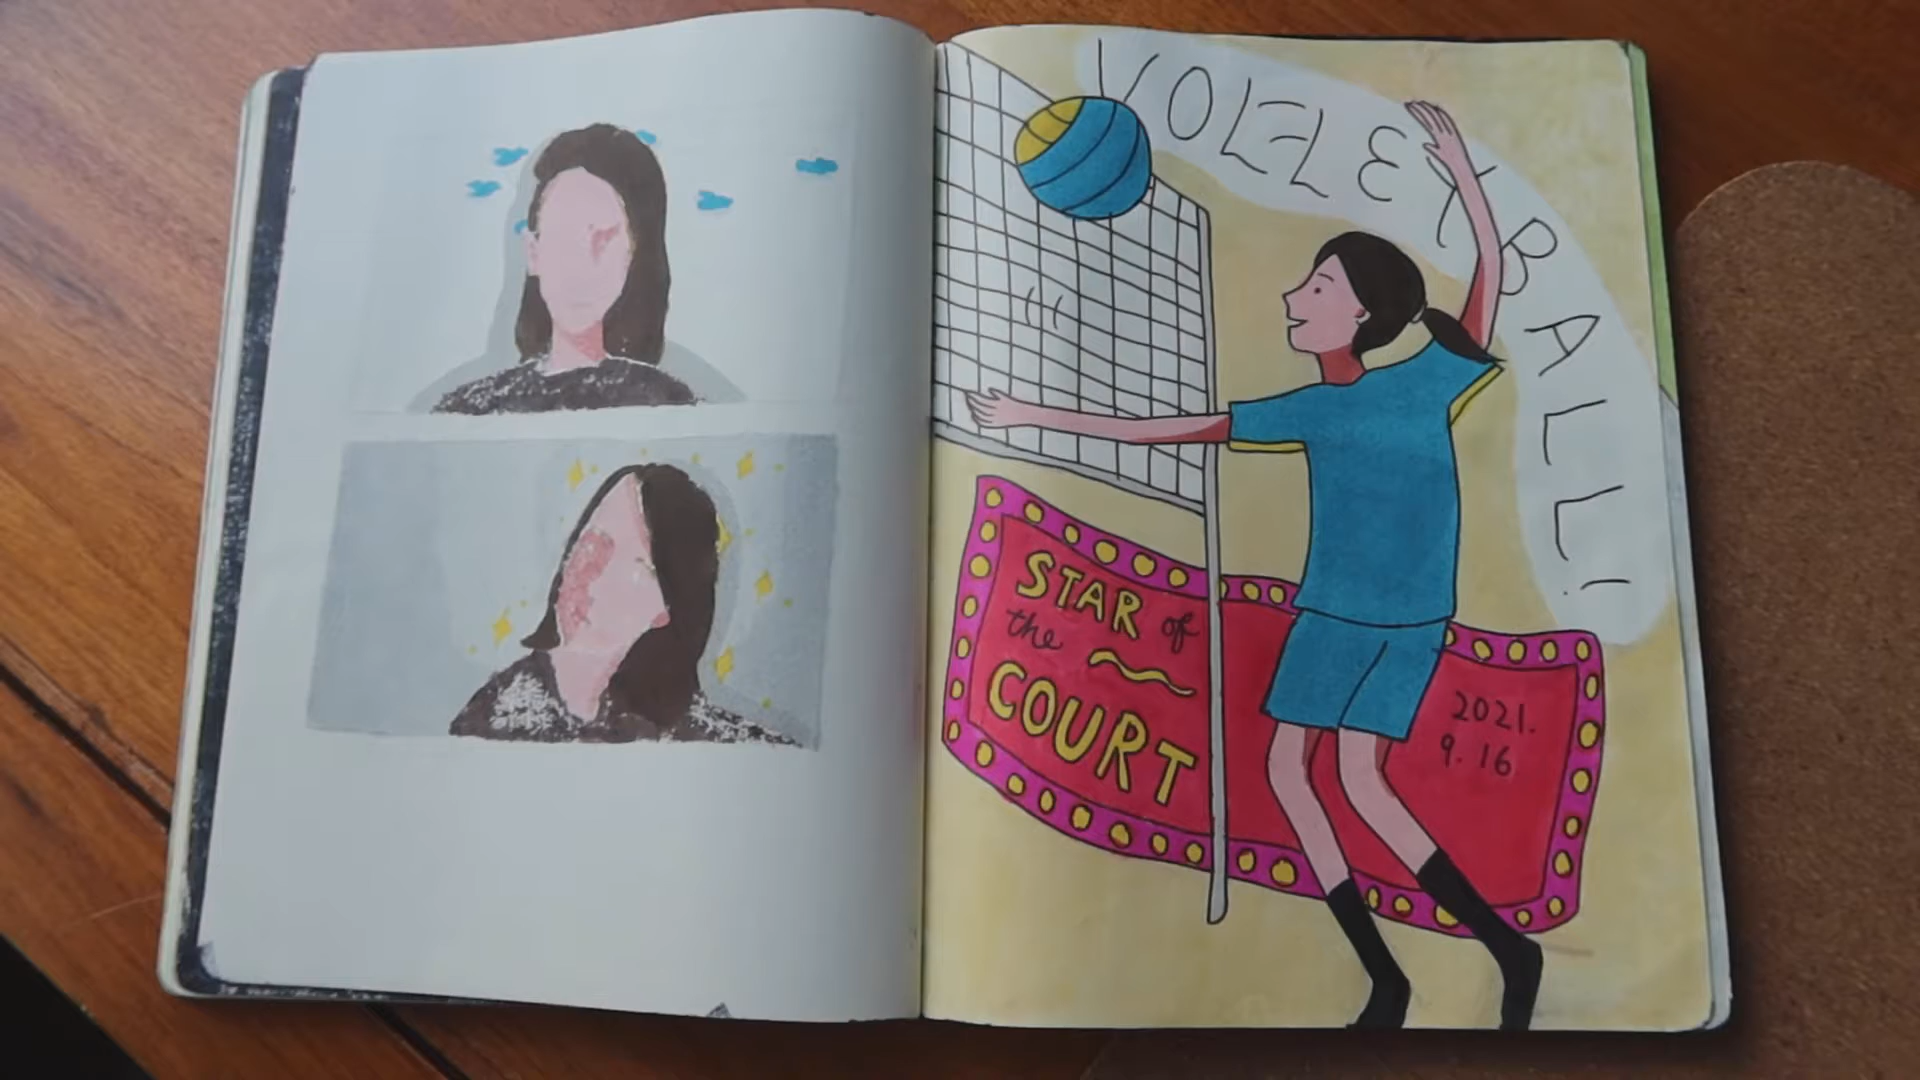 VOLLEYBALL!
STAR of
the
COURT
2021.
9.16